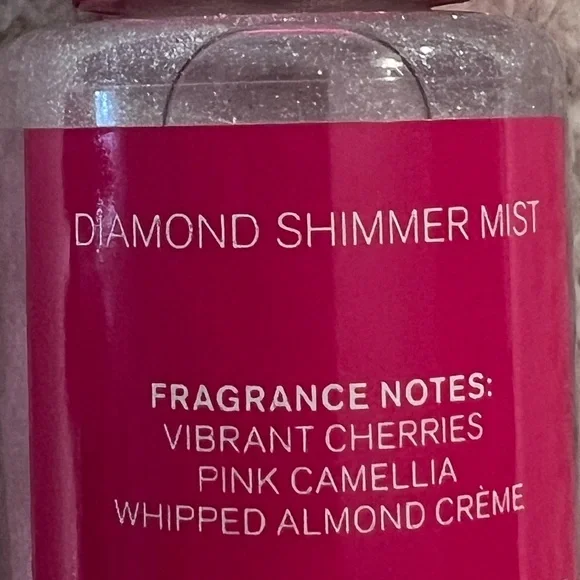 DIAMOND SHIMMER MIST
FRAGRANCE NOTES:
VIBRANT CHERRIES
PINK CAMELLIA
WHIPPED ALMOND CRÈME